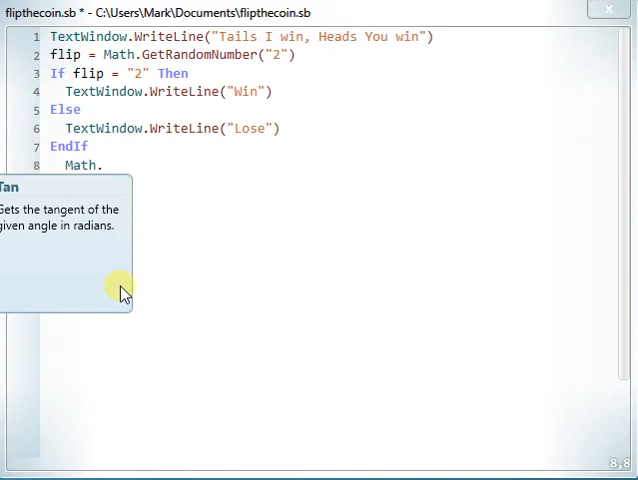 flipthecoin.sb * - C:\Users\Mark\Documents\flipthecoin.sb
x
1 TextWindow.WriteLine("Tails I win, Heads You win")
2 flip = Math.GetRandomNumber("2")
3 If flip = "2" Then
4 TextWindow.WriteLine("Win")
5 Else
6 TextWindow.WriteLine("Lose")
7 EndIf
8 Math.
Tan
Gets the tangent of the
given angle in radians.
8,8